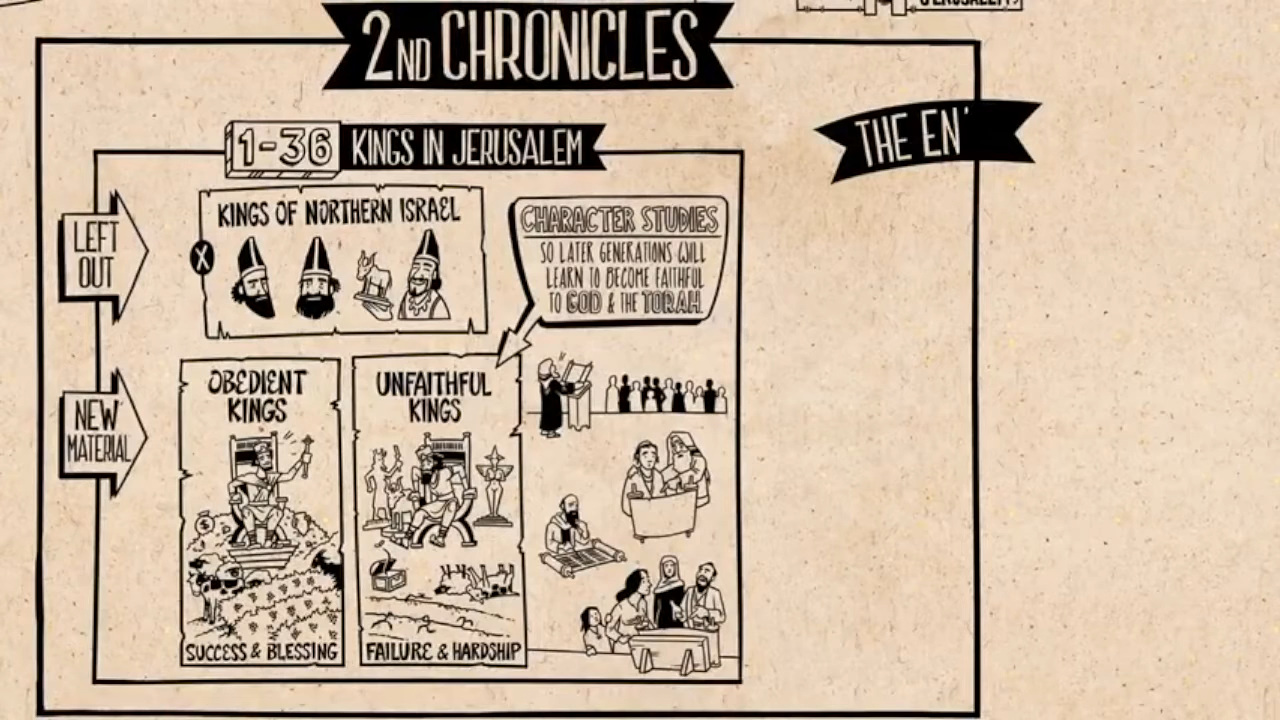 JERUSALEM
2ND CHRONICLES
THE EN
1-36 KINGS IN JERUSALEM
LEFT
OUT
KINGS OF NORTHERN ISRAEL
X
CHARACTER STUDIES
SO LATER GENERATIONS WILL
LEARN TO BECOME FAITHFUL
TO GOD & THE TORAH.
NEW
MATERIAL
OBEDIENT
KINGS
$
SUCCESS & BLESSING
UNFAITHFUL
KINGS
FAILURE & HARDSHIP